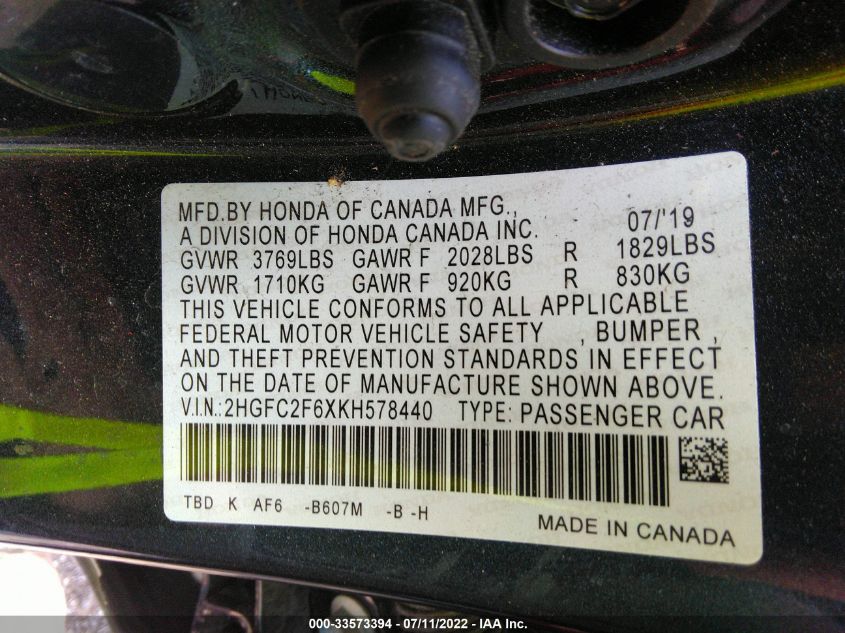 MFD.BY HONDA OF CANADA MFG., 07/'19
A DIVISION OF HONDA CANADA INC.
GVWR 3769LBS GAWR F 2028LBS R 1829LBS
GVWR 1710KG GAWR F 920KG R 830KG
THIS VEHICLE CONFORMS TO ALL APPLICABLE
FEDERAL MOTOR VEHICLE SAFETY , BUMPER ,
AND THEFT PREVENTION STANDARDS IN EFFECT
ON THE DATE OF MANUFACTURE SHOWN ABOVE.
V.I.N.:2HGFC2F6XKH578440 TYPE: PASSENGER CAR
TBD K AF6 -B607M -B -H
MADE IN CANADA
000-33573394 - 07/11/2022 - IAA Inc.